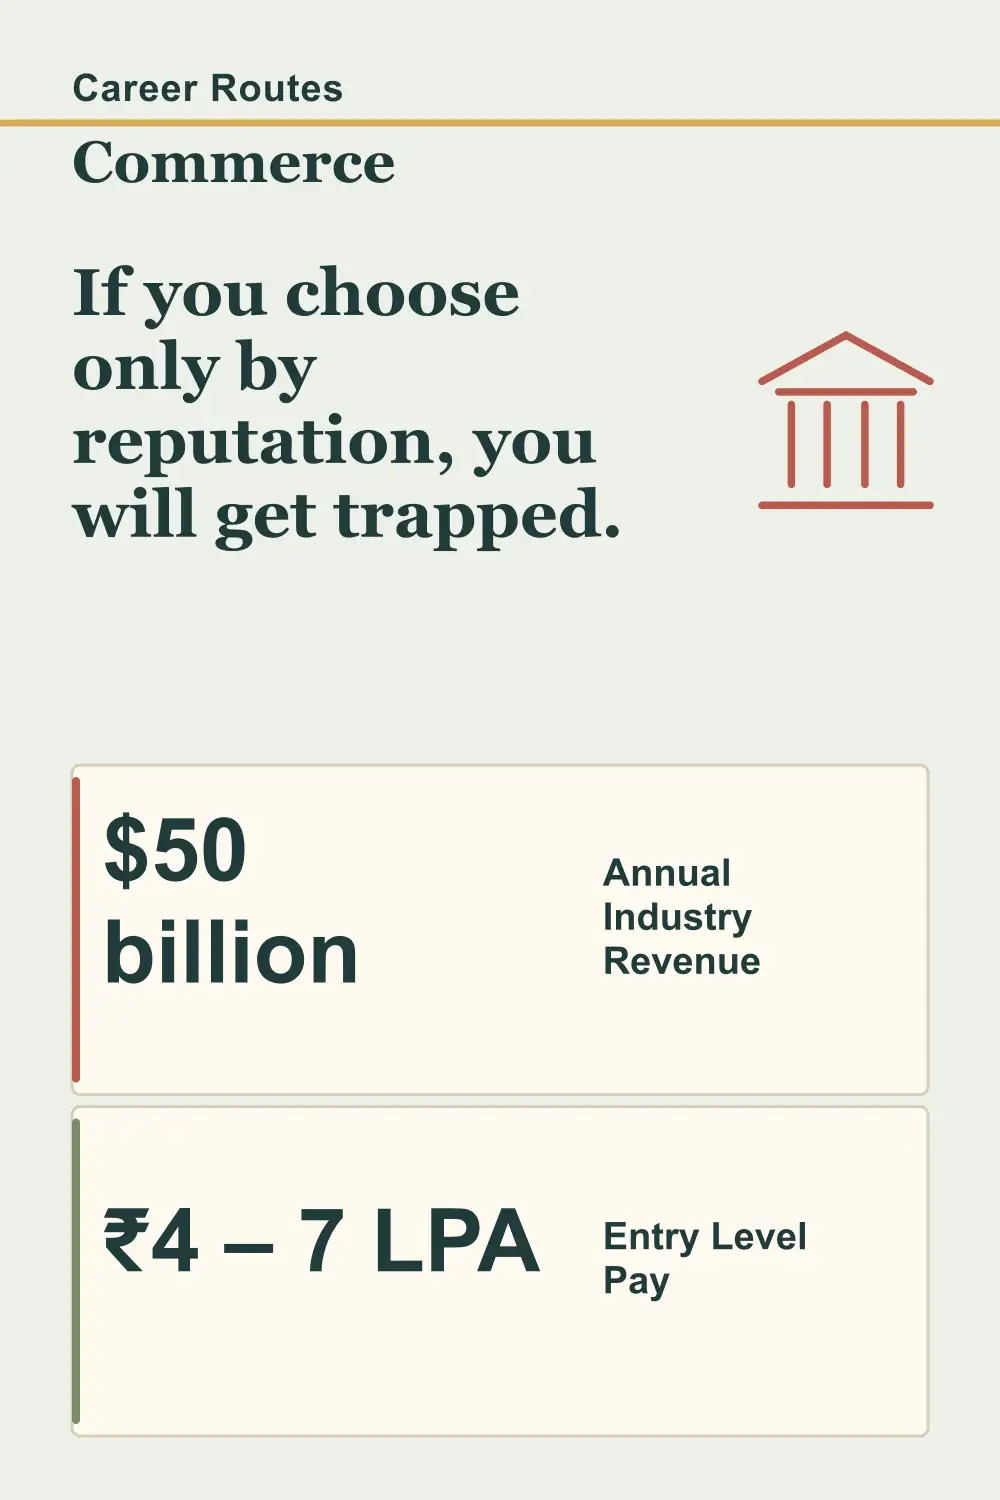 Career Routes
Commerce
If you choose
only by
reputation, you
will get trapped.
$50
billion
Annual
Industry
Revenue
₹4 – 7 LPA
Entry Level
Pay